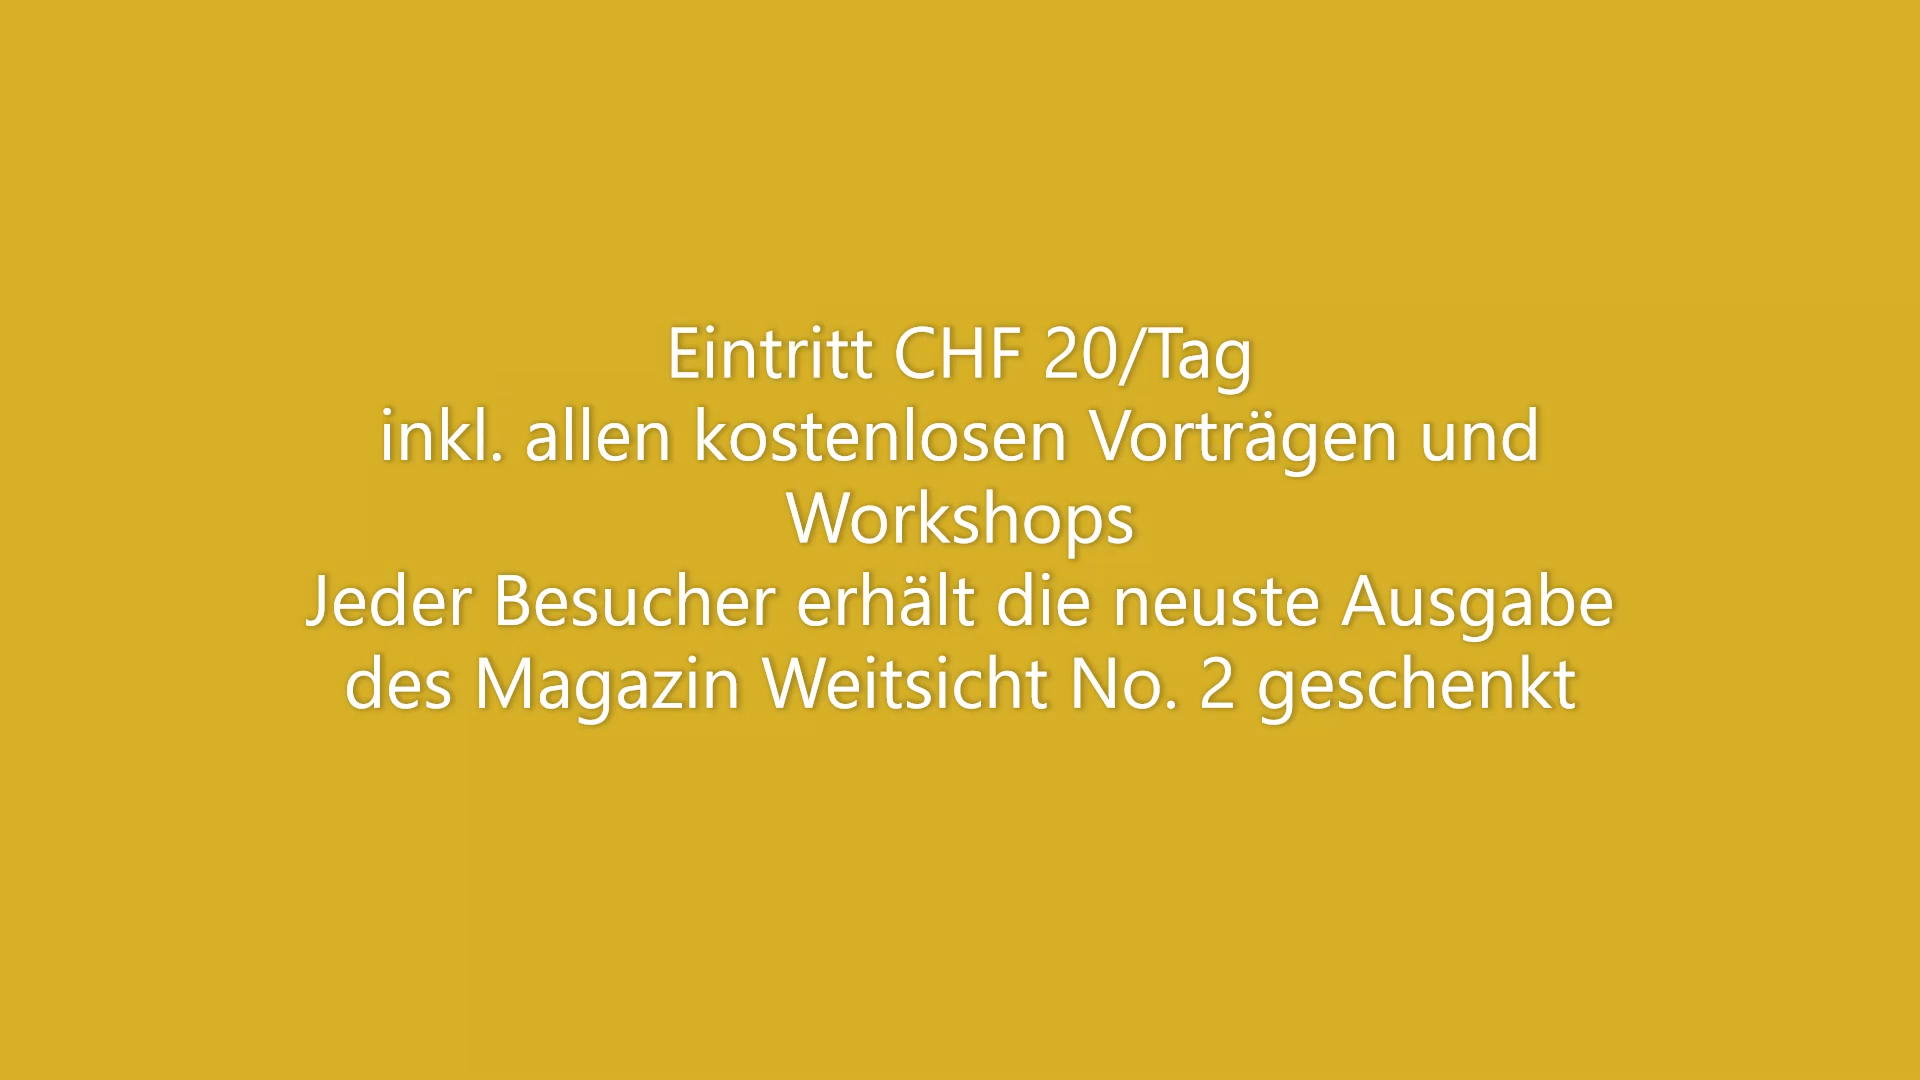 Eintritt CHF 20/Tag
inkl. allen kostenlosen Vorträgen und
Workshops
Jeder Besucher erhält die neuste Ausgabe
des Magazin Weitsicht No. 2 geschenkt